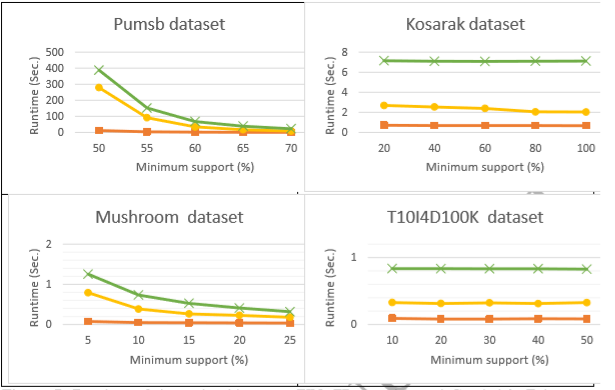 Pumsb dataset
Runtime (Sec.)
500
400
300
200
100
0
50 55 60 65 70
Minimum support (%)
Kosarak dataset
Runtime (Sec.)
8
6
4
2
0
20 40 60 80 100
Minimum support (%)
Mushroom dataset
Runtime (Sec.)
2
1
0
5 10 15 20 25
Minimum support (%)
T10I4D100K dataset
Runtime (Sec.)
1
0
10 20 30 40 50
Minimum support (%)